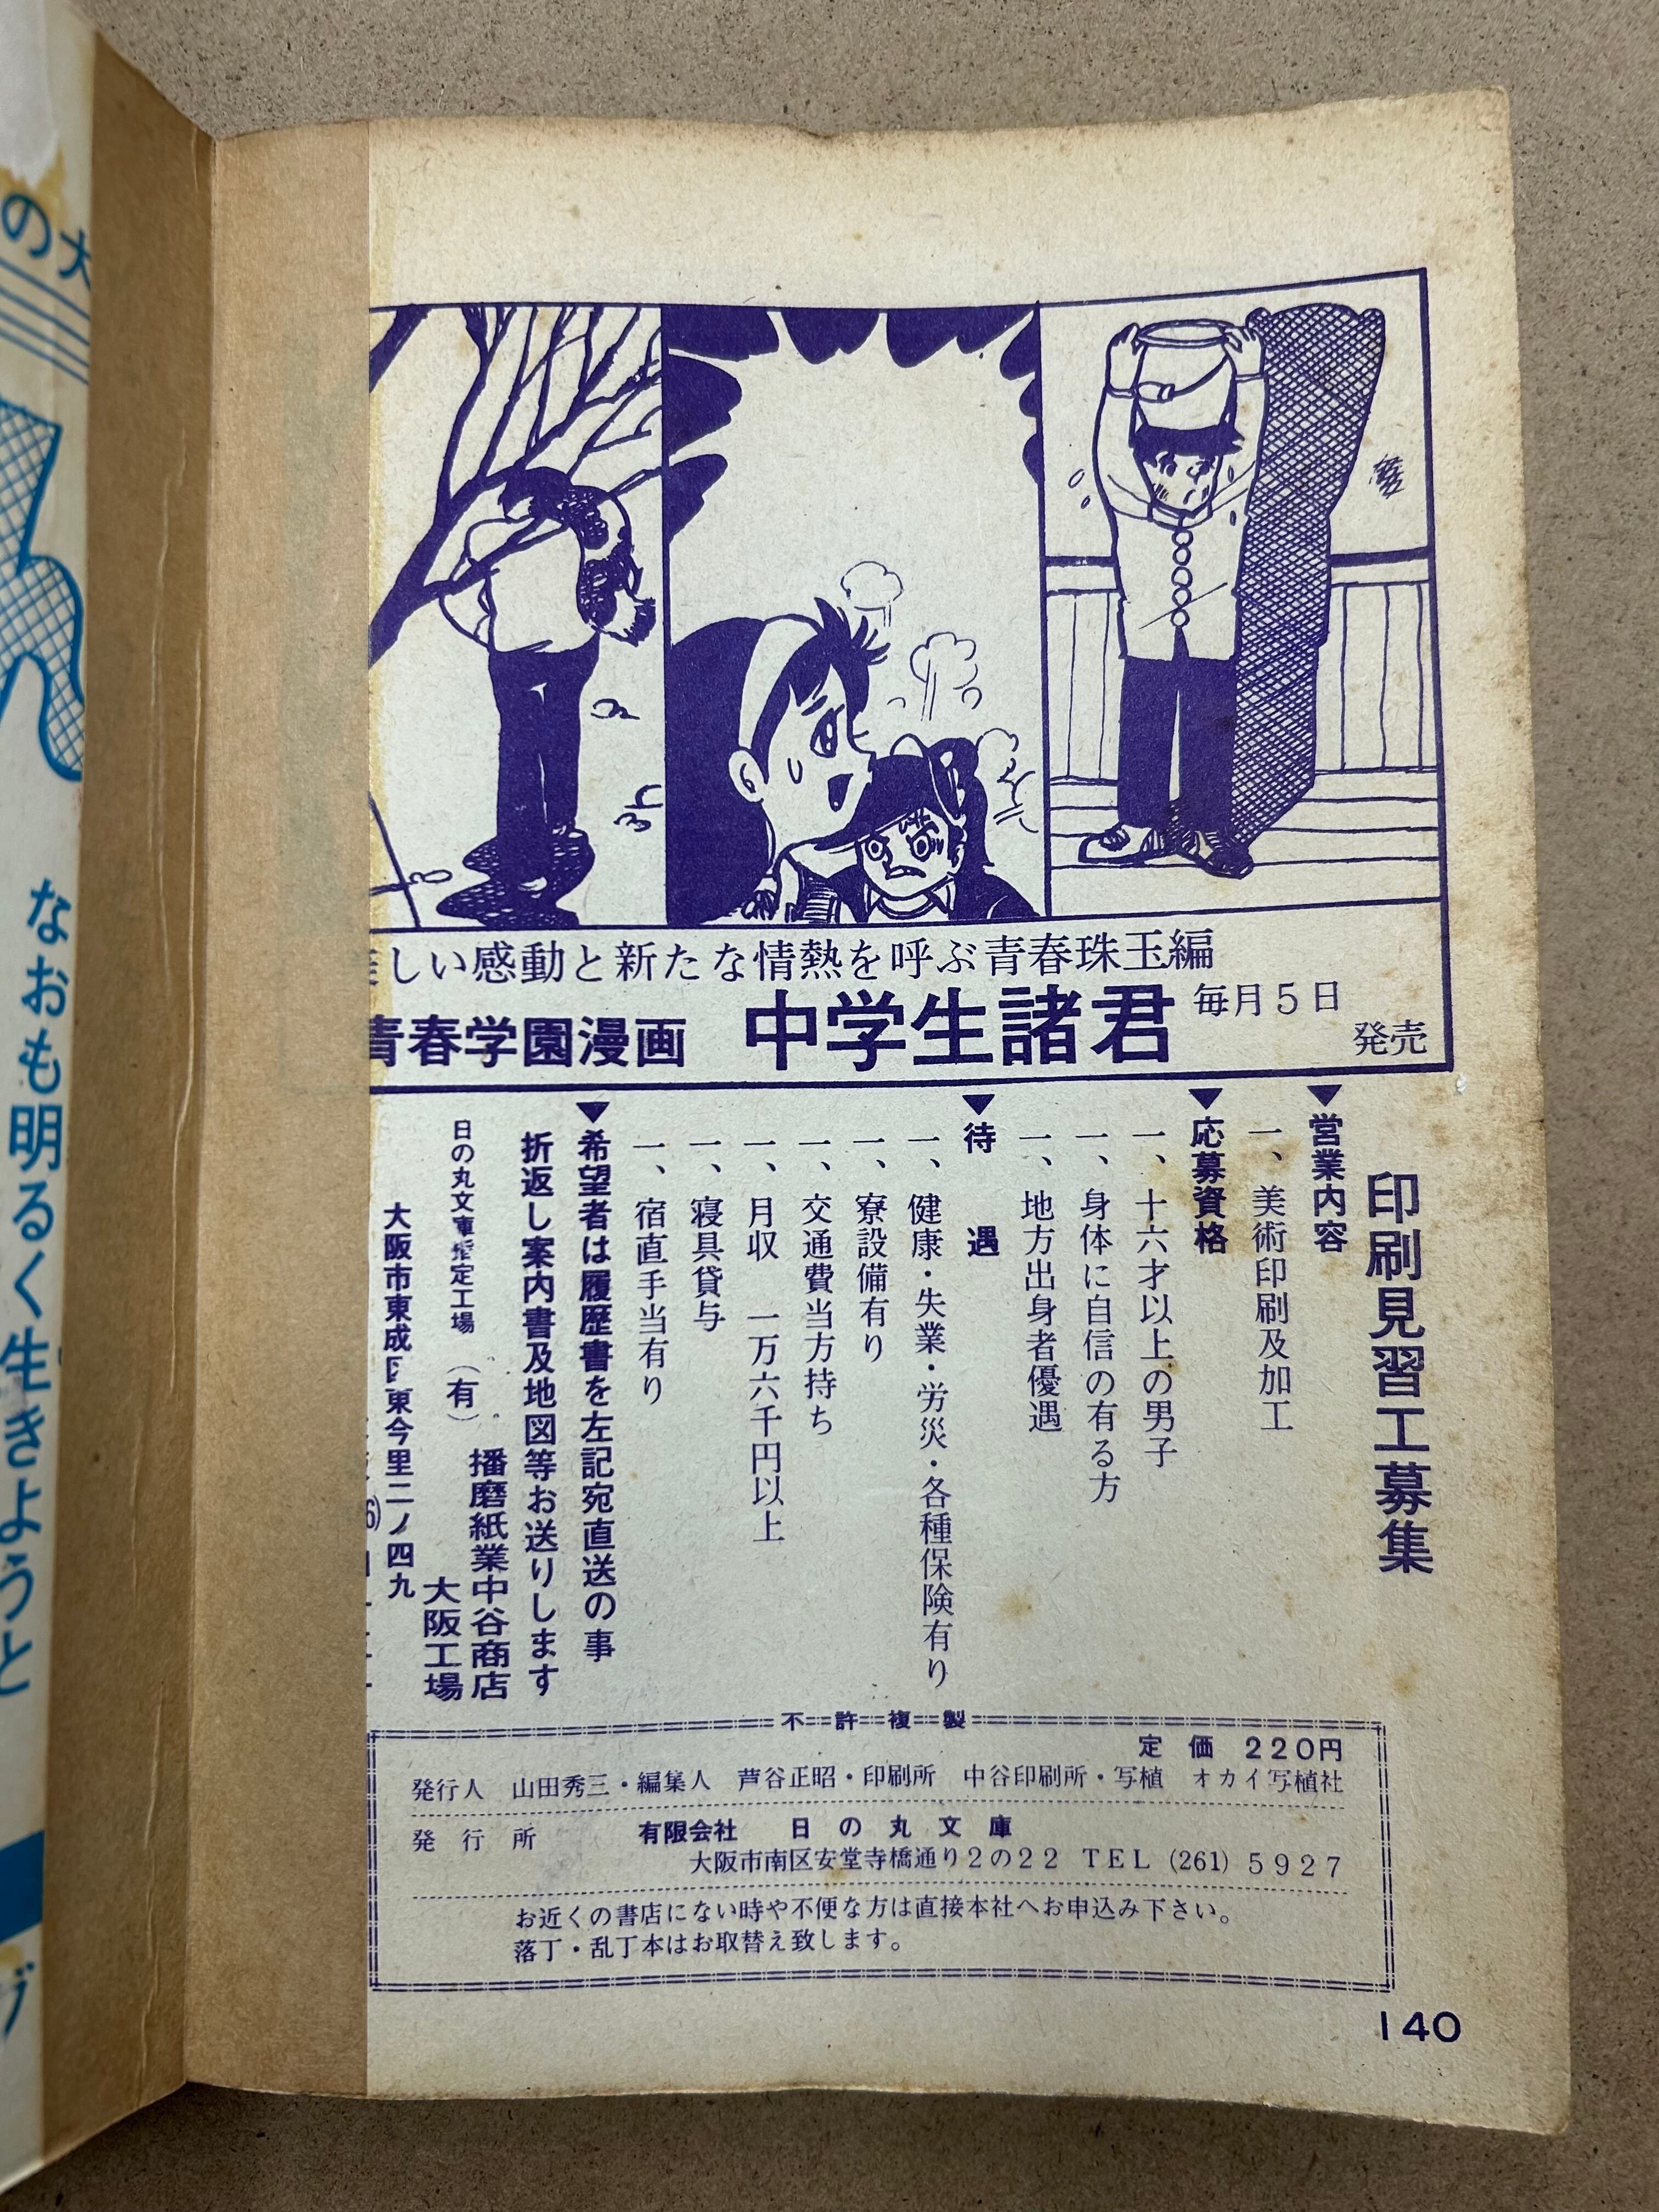 しい感動と新たな情熱を呼ぶ青春珠玉編
青春学園漫画 中学生諸君 毎月5日
発売
印刷見習工募集
▼営業内容
一、美術印刷及加工
▼応募資格
一、十六才以上の男子
一、身体に自信の有る方
一、地方出身者優遇
▼待遇
一、健康・失業・労災・各種保険有り
一、寮設備有り
一、交通費当方持ち
一、月収 一万六千円以上
一、寝具貸与
一、宿直手当有り
▼希望者は履歴書を左記宛直送の事
折返し案内書及地図等お送りします
日の丸文庫指定工場 (有) 播磨紙業中谷商店
大阪工場
大阪市東成区東今里二ノ四九
不許複製
定価 220円
発行人 山田秀三・編集人 芦谷正昭・印刷所 中谷印刷所・写植 オカイ写植社
発行所 有限会社 日の丸文庫
大阪市南区安堂寺橋通り2の22 TEL (261) 5927
お近くの書店にない時や不便な方は直接本社へお申込み下さい。
落丁・乱丁本はお取替え致します。
140
の大
なおも明るく生きようと